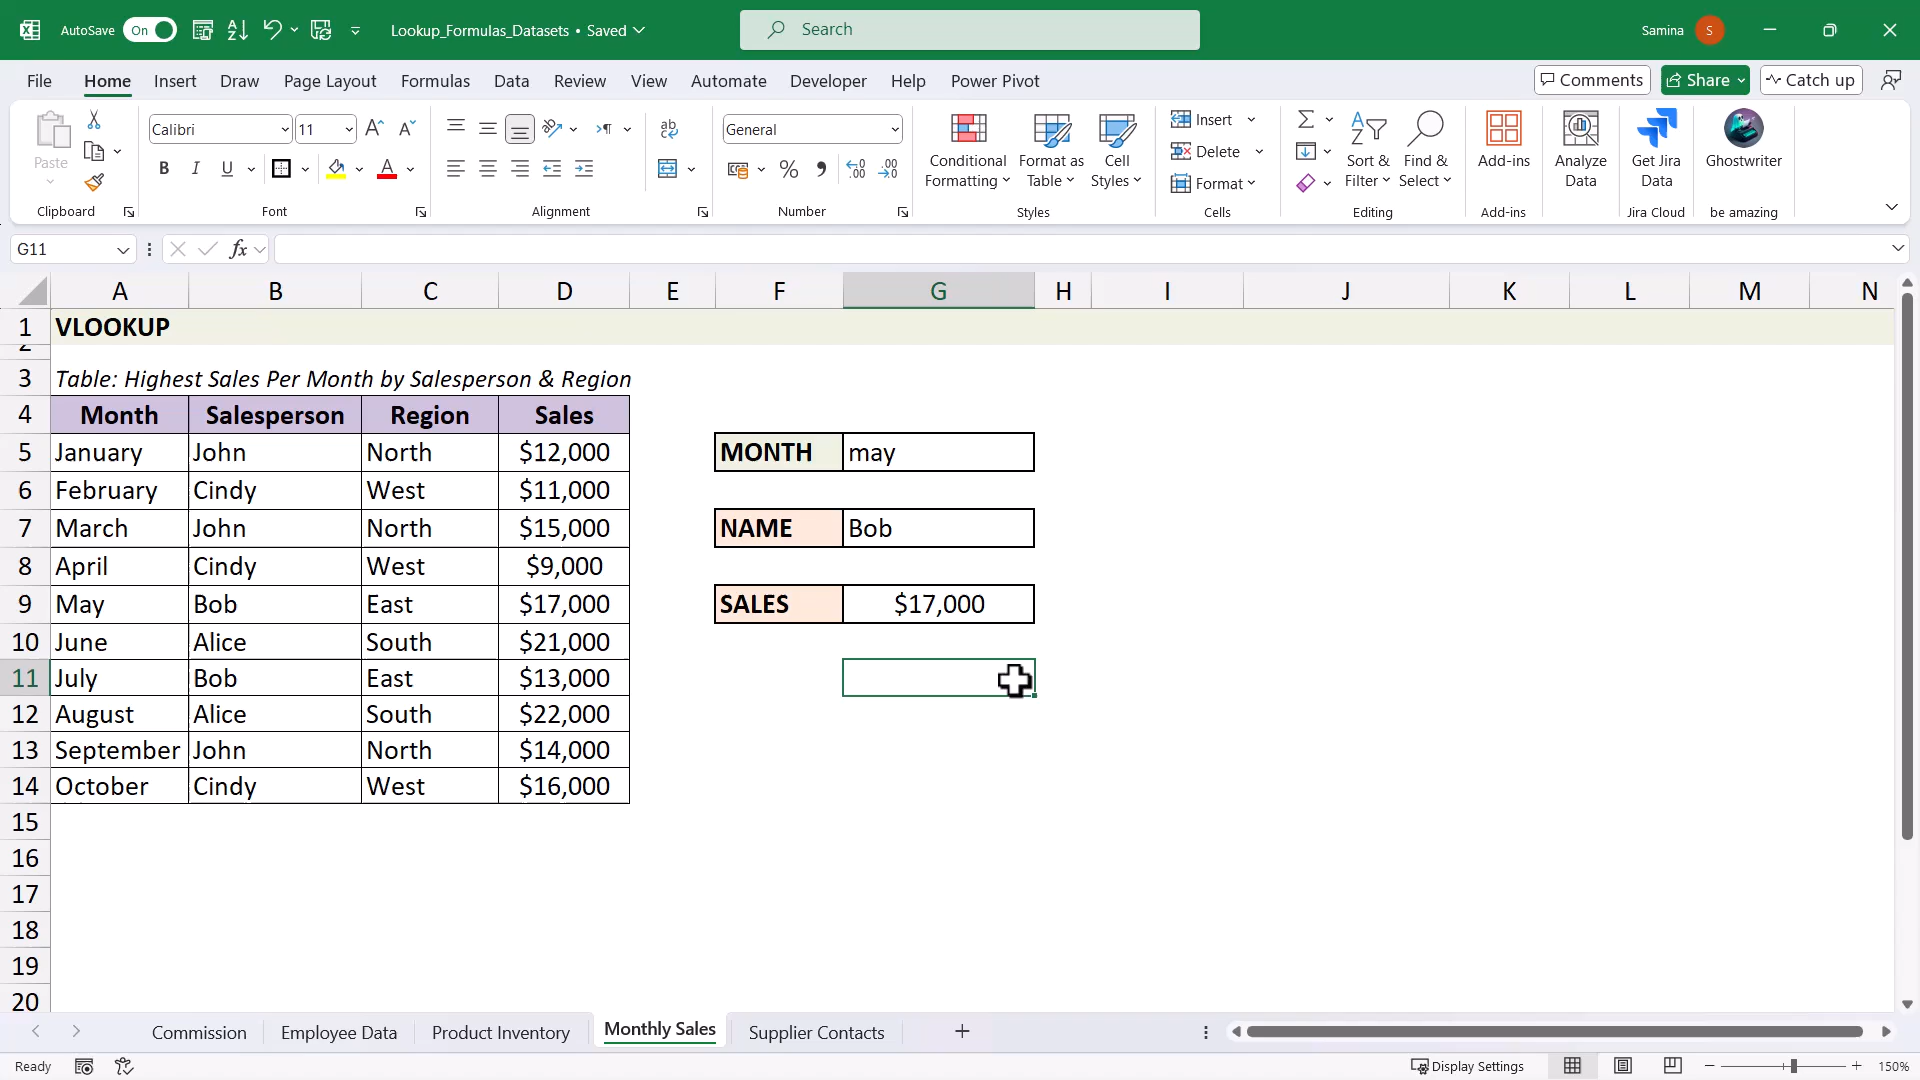 AutoSave On Lookup_Formulas_Datasets • Saved Search Samina S
File Home Insert Draw Page Layout Formulas Data Review View Automate Developer Help Power Pivot Comments Share Catch up
Paste Calibri 11 General Conditional Formatting Format as Table Cell Styles Insert Delete Format Sort & Filter Find & Select Add-ins Analyze Data Get Jira Data Ghostwriter
Clipboard Font Alignment Number Styles Cells Editing Add-ins Jira Cloud be amazing
G11 fx
A B C D E F G H I J K L M N
1 VLOOKUP
2
3 Table: Highest Sales Per Month by Salesperson & Region
4 Month Salesperson Region Sales
5 January John North $12,000 MONTH may
6 February Cindy West $11,000
7 March John North $15,000 NAME Bob
8 April Cindy West $9,000
9 May Bob East $17,000 SALES $17,000
10 June Alice South $21,000
11 July Bob East $13,000
12 August Alice South $22,000
13 September John North $14,000
14 October Cindy West $16,000
15
16
17
18
19
20
Commission Employee Data Product Inventory Monthly Sales Supplier Contacts
Ready Display Settings 150%